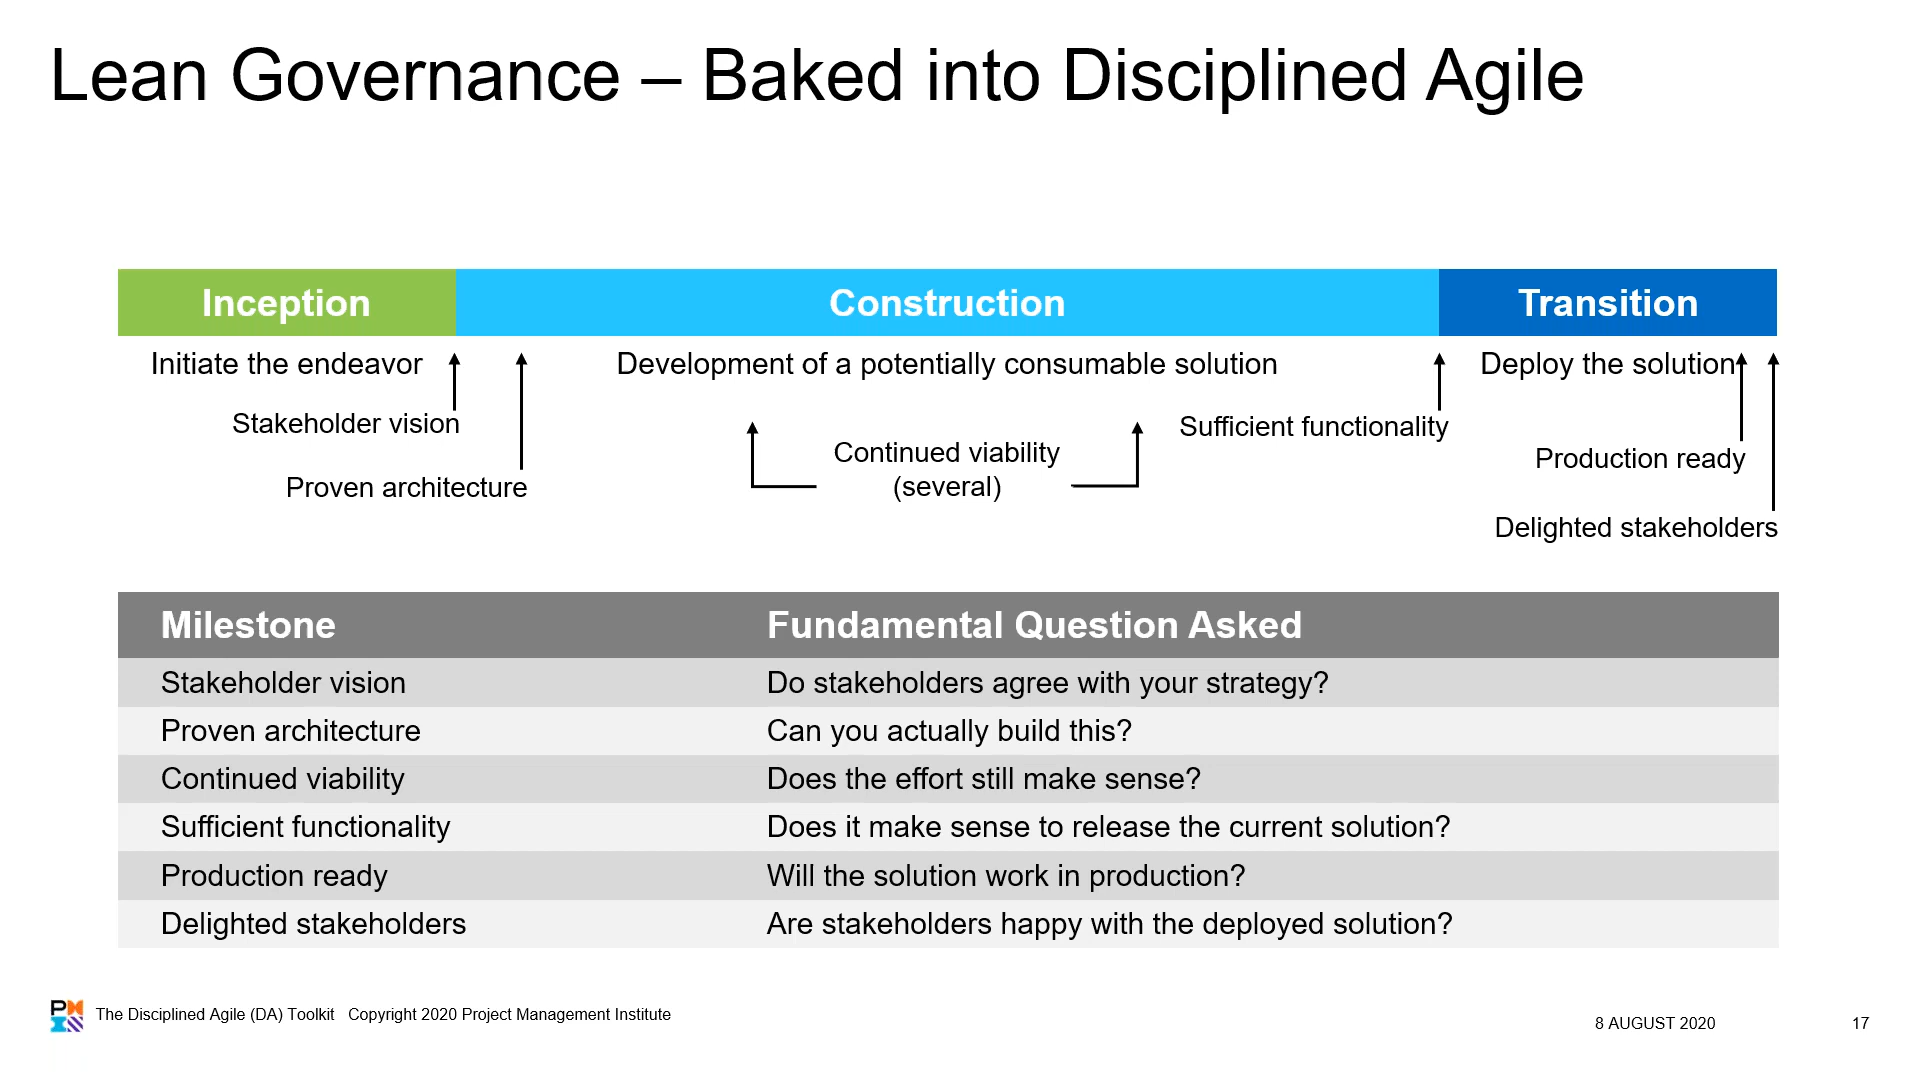 Lean Governance – Baked into Disciplined Agile
Inception
Construction
Transition
Initiate the endeavor
Development of a potentially consumable solution
Deploy the solution
Stakeholder vision
Sufficient functionality
Continued viability
(several)
Production ready
Proven architecture
Delighted stakeholders
Milestone Fundamental Question Asked
Stakeholder vision Do stakeholders agree with your strategy?
Proven architecture Can you actually build this?
Continued viability Does the effort still make sense?
Sufficient functionality Does it make sense to release the current solution?
Production ready Will the solution work in production?
Delighted stakeholders Are stakeholders happy with the deployed solution?
The Disciplined Agile (DA) Toolkit Copyright 2020 Project Management Institute
8 AUGUST 2020
17